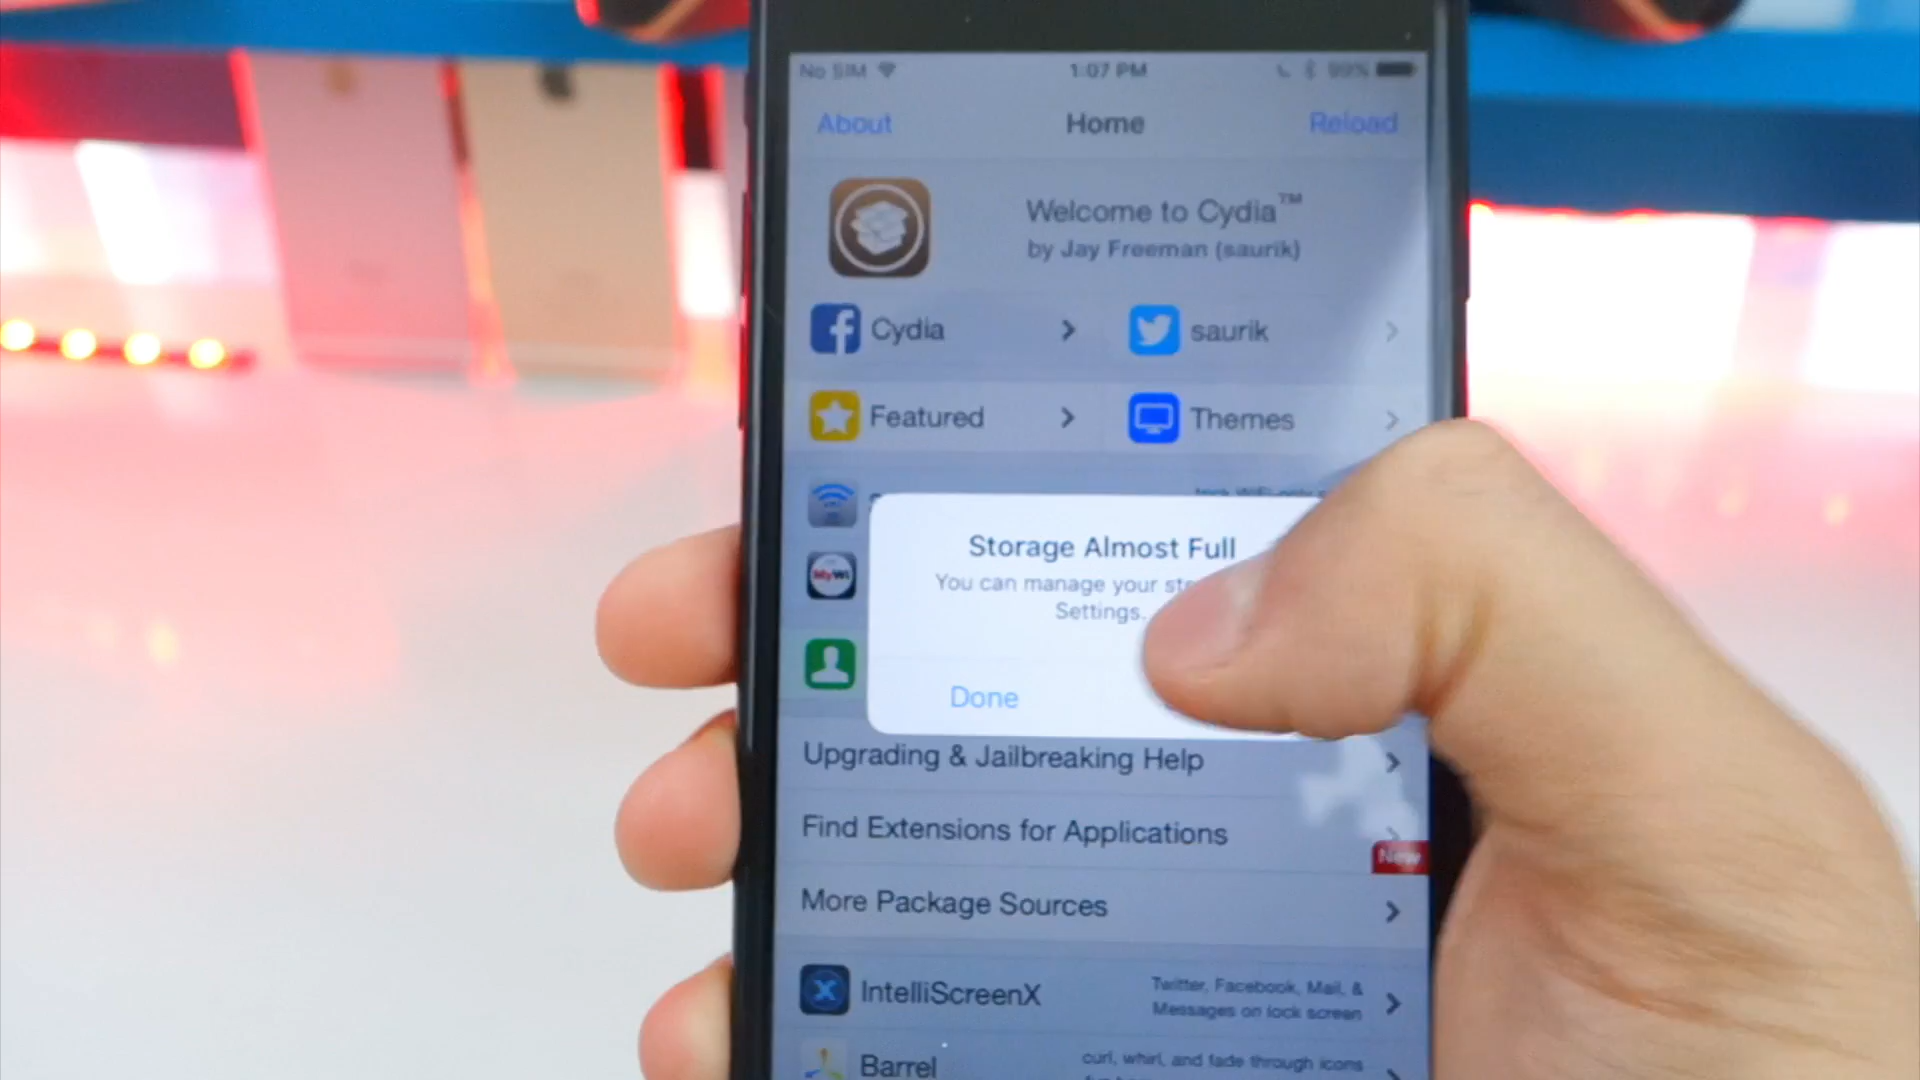 No SIM 1:07 PM 99%
About Home Reload
Welcome to Cydia™
by Jay Freeman (saurik)
Cydia saurik
Featured Themes
Storage Almost Full
You can manage your
Settings.
Done
MyWi
Upgrading & Jailbreaking Help
Find Extensions for Applications
New
More Package Sources
IntelliScreenX Twitter, Facebook, Mail, &
Messages on lock screen
Barrel curl, whirl, and fade through icons